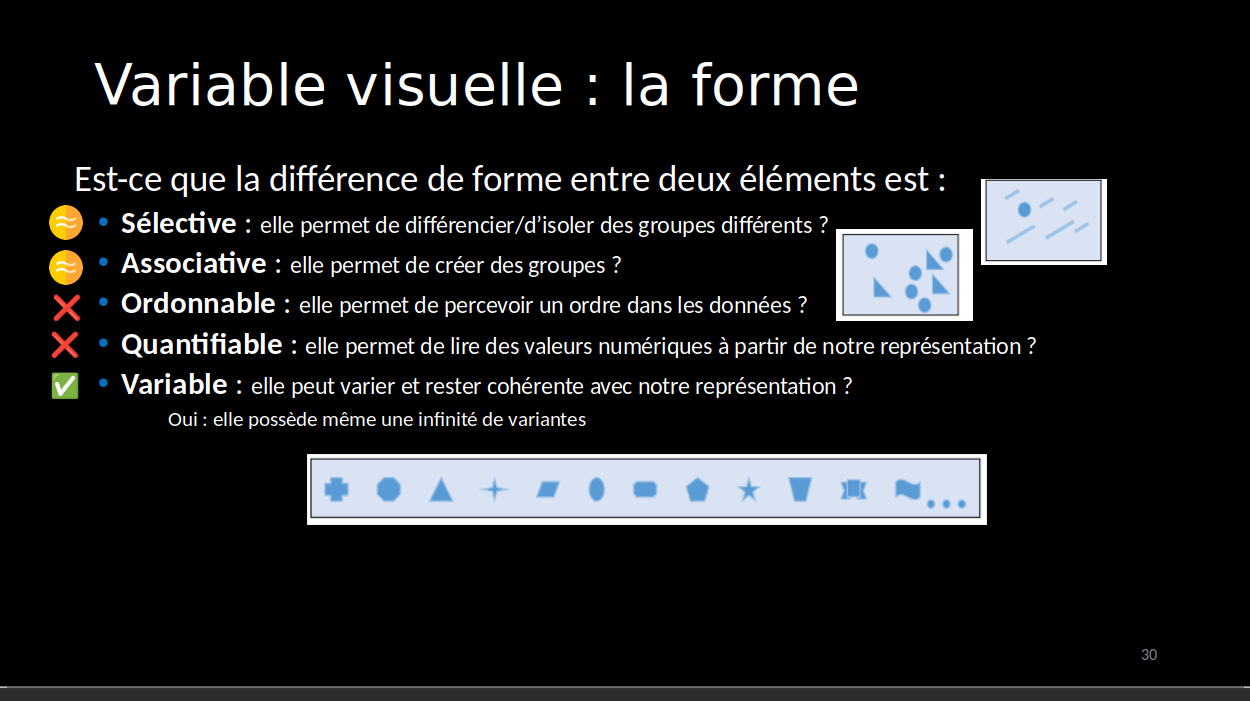 Variable visuelle : la forme
Est-ce que la différence de forme entre deux éléments est :
• Sélective : elle permet de différencier/d’isoler des groupes différents ?
• Associative : elle permet de créer des groupes ?
• Ordonnable : elle permet de percevoir un ordre dans les données ?
• Quantifiable : elle permet de lire des valeurs numériques à partir de notre représentation ?
• Variable : elle peut varier et rester cohérente avec notre représentation ?
Oui : elle possède même une infinité de variantes
30